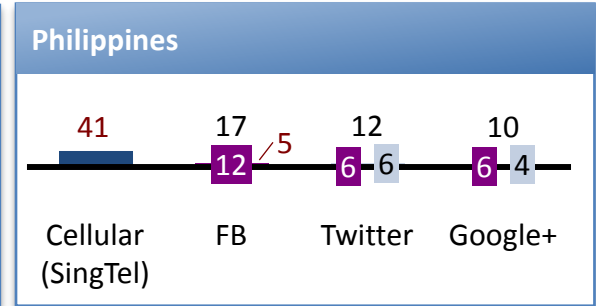 Philippines
41 17 12 10
12 5 6 6 6 4
Cellular FB Twitter Google+
(SingTel)